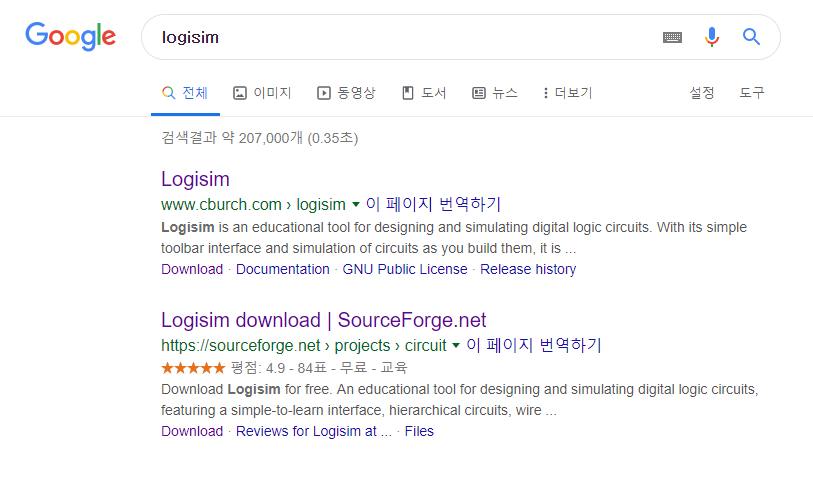 Google
logisim
전체 이미지 동영상 도서 뉴스 더보기 설정 도구
검색결과 약 207,000개 (0.35초)
Logisim
www.cburch.com › logisim 이 페이지 번역하기
Logisim is an educational tool for designing and simulating digital logic circuits. With its simple
toolbar interface and simulation of circuits as you build them, it is ...
Download · Documentation · GNU Public License · Release history
Logisim download | SourceForge.net
https://sourceforge.net › projects › circuit 이 페이지 번역하기
★★★★★ 평점: 4.9 - 84표 - 무료 - 교육
Download Logisim for free. An educational tool for designing and simulating digital logic circuits,
featuring a simple-to-learn interface, hierarchical circuits, wire ...
Download · Reviews for Logisim at ... · Files